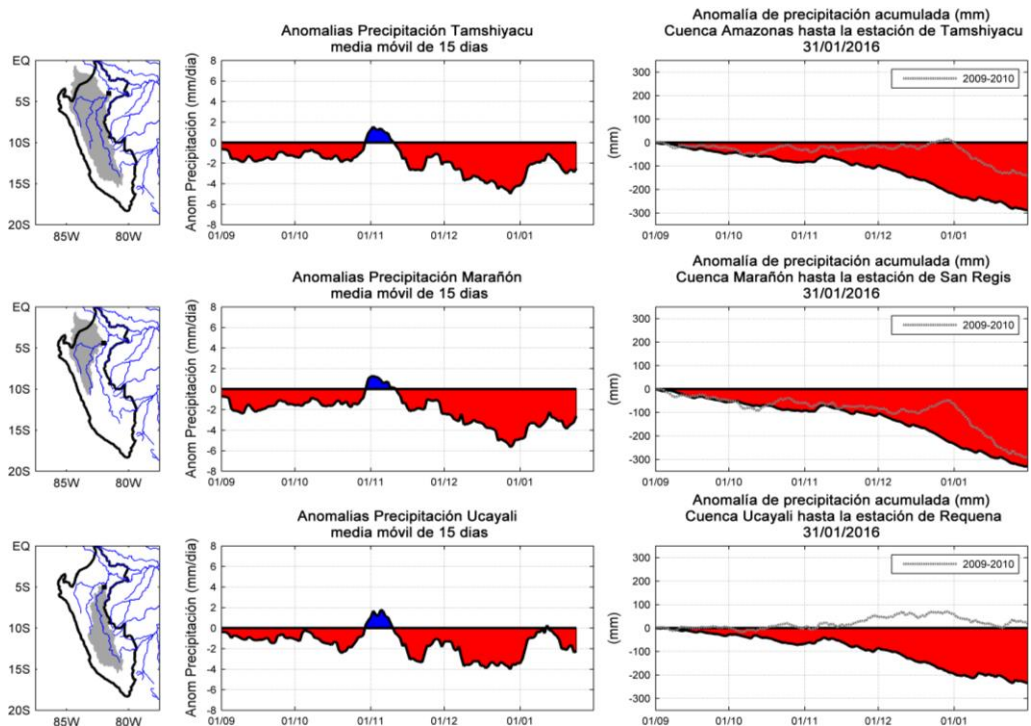 Anomalias Precipitación Tamshiyacu
media móvil de 15 dias
Anomalía de precipitación acumulada (mm)
Cuenca Amazonas hasta la estación de Tamshiyacu
31/01/2016
EQ
5S
10S
15S
20S
85W
80W
Anom Precipitación (mm/dia)
8
6
4
2
0
-2
-4
-6
-8
01/09
01/10
01/11
01/12
01/01
(mm)
300
200
100
0
-100
-200
-300
2009-2010
01/09
01/10
01/11
01/12
01/01
Anomalias Precipitación Marañón
media móvil de 15 dias
Anomalía de precipitación acumulada (mm)
Cuenca Marañón hasta la estación de San Regis
31/01/2016
EQ
5S
10S
15S
20S
85W
80W
Anom Precipitación (mm/dia)
8
6
4
2
0
-2
-4
-6
-8
01/09
01/10
01/11
01/12
01/01
(mm)
300
200
100
0
-100
-200
-300
2009-2010
01/09
01/10
01/11
01/12
01/01
Anomalias Precipitación Ucayali
media móvil de 15 dias
Anomalía de precipitación acumulada (mm)
Cuenca Ucayali hasta la estación de Requena
31/01/2016
EQ
5S
10S
15S
20S
85W
80W
Anom Precipitación (mm/dia)
8
6
4
2
0
-2
-4
-6
-8
01/09
01/10
01/11
01/12
01/01
(mm)
300
200
100
0
-100
-200
-300
2009-2010
01/09
01/10
01/11
01/12
01/01